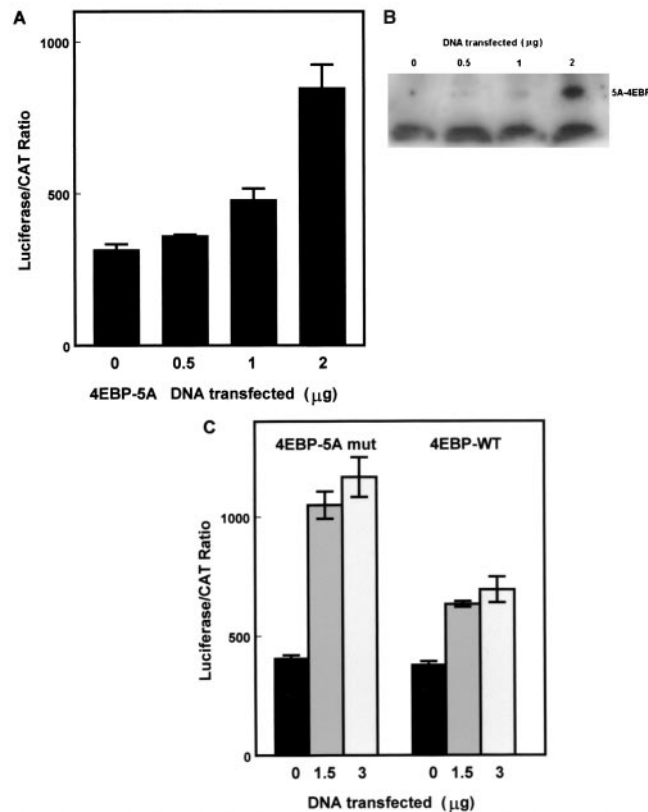 A
1000
500
0
Luciferase/CAT Ratio
0 0.5 1 2
4EBP-5A DNA transfected (μg)
B
DNA transfected (μg)
0 0.5 1 2
5A-4EBP
C
4EBP-5A mut 4EBP-WT
1000
500
0
Luciferase/CAT Ratio
0 1.5 3 0 1.5 3
DNA transfected (μg)